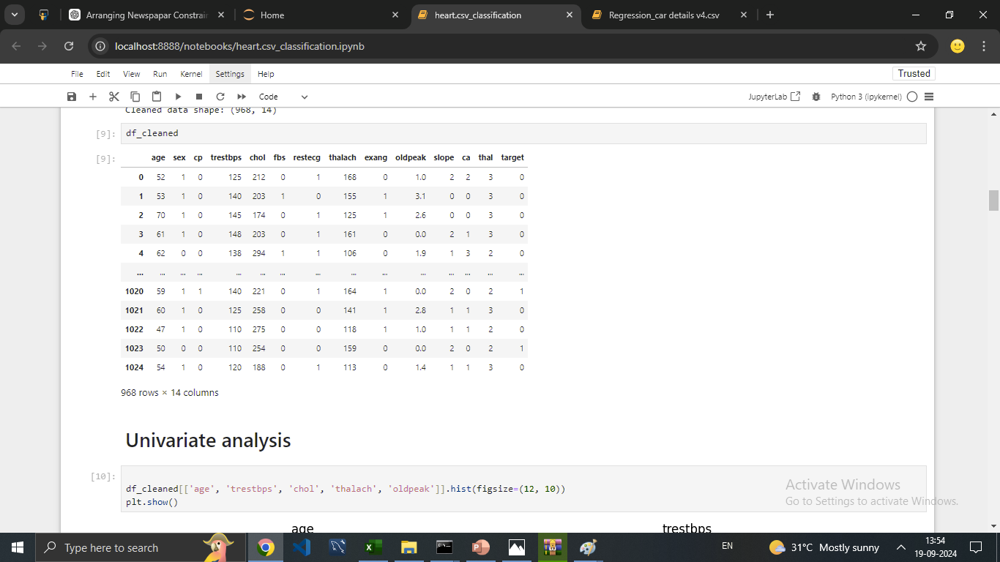 Arranging Newspapar Constrain
Home
heart.csv_classification
Regression_car details v4.csv
localhost:8888/notebooks/heart.csv_classification.ipynb
File Edit View Run Kernel Settings Help
Trusted
Code
JupyterLab
Python 3 (ipykernel)
Cleaned data shape: (968, 14)
[9]: df_cleaned
[9]:
age sex cp trestbps chol fbs restecg thalach exang oldpeak slope ca thal target
0 52 1 0 125 212 0 1 168 0 1.0 2 2 3 0
1 53 1 0 140 203 1 0 155 1 3.1 0 0 3 0
2 70 1 0 145 174 0 1 125 1 2.6 0 0 3 0
3 61 1 0 148 203 0 1 161 0 0.0 2 1 3 0
4 62 0 0 138 294 1 1 106 0 1.9 1 3 2 0
... ... ... ... ... ... ... ... ... ... ... ... ... ... ...
1020 59 1 1 140 221 0 1 164 1 0.0 2 0 2 1
1021 60 1 0 125 258 0 0 141 1 2.8 1 1 3 0
1022 47 1 0 110 275 0 0 118 1 1.0 1 1 2 0
1023 50 0 0 110 254 0 0 159 0 0.0 2 0 2 1
1024 54 1 0 120 188 0 1 113 0 1.4 1 1 3 0
968 rows × 14 columns
Univariate analysis
[10]:
df_cleaned[['age', 'trestbps', 'chol', 'thalach', 'oldpeak']].hist(figsize=(12, 10))
plt.show()
Activate Windows
Go to Settings to activate Windows.
age
trestbps
Type here to search
EN
31°C Mostly sunny
13:54
19-09-2024